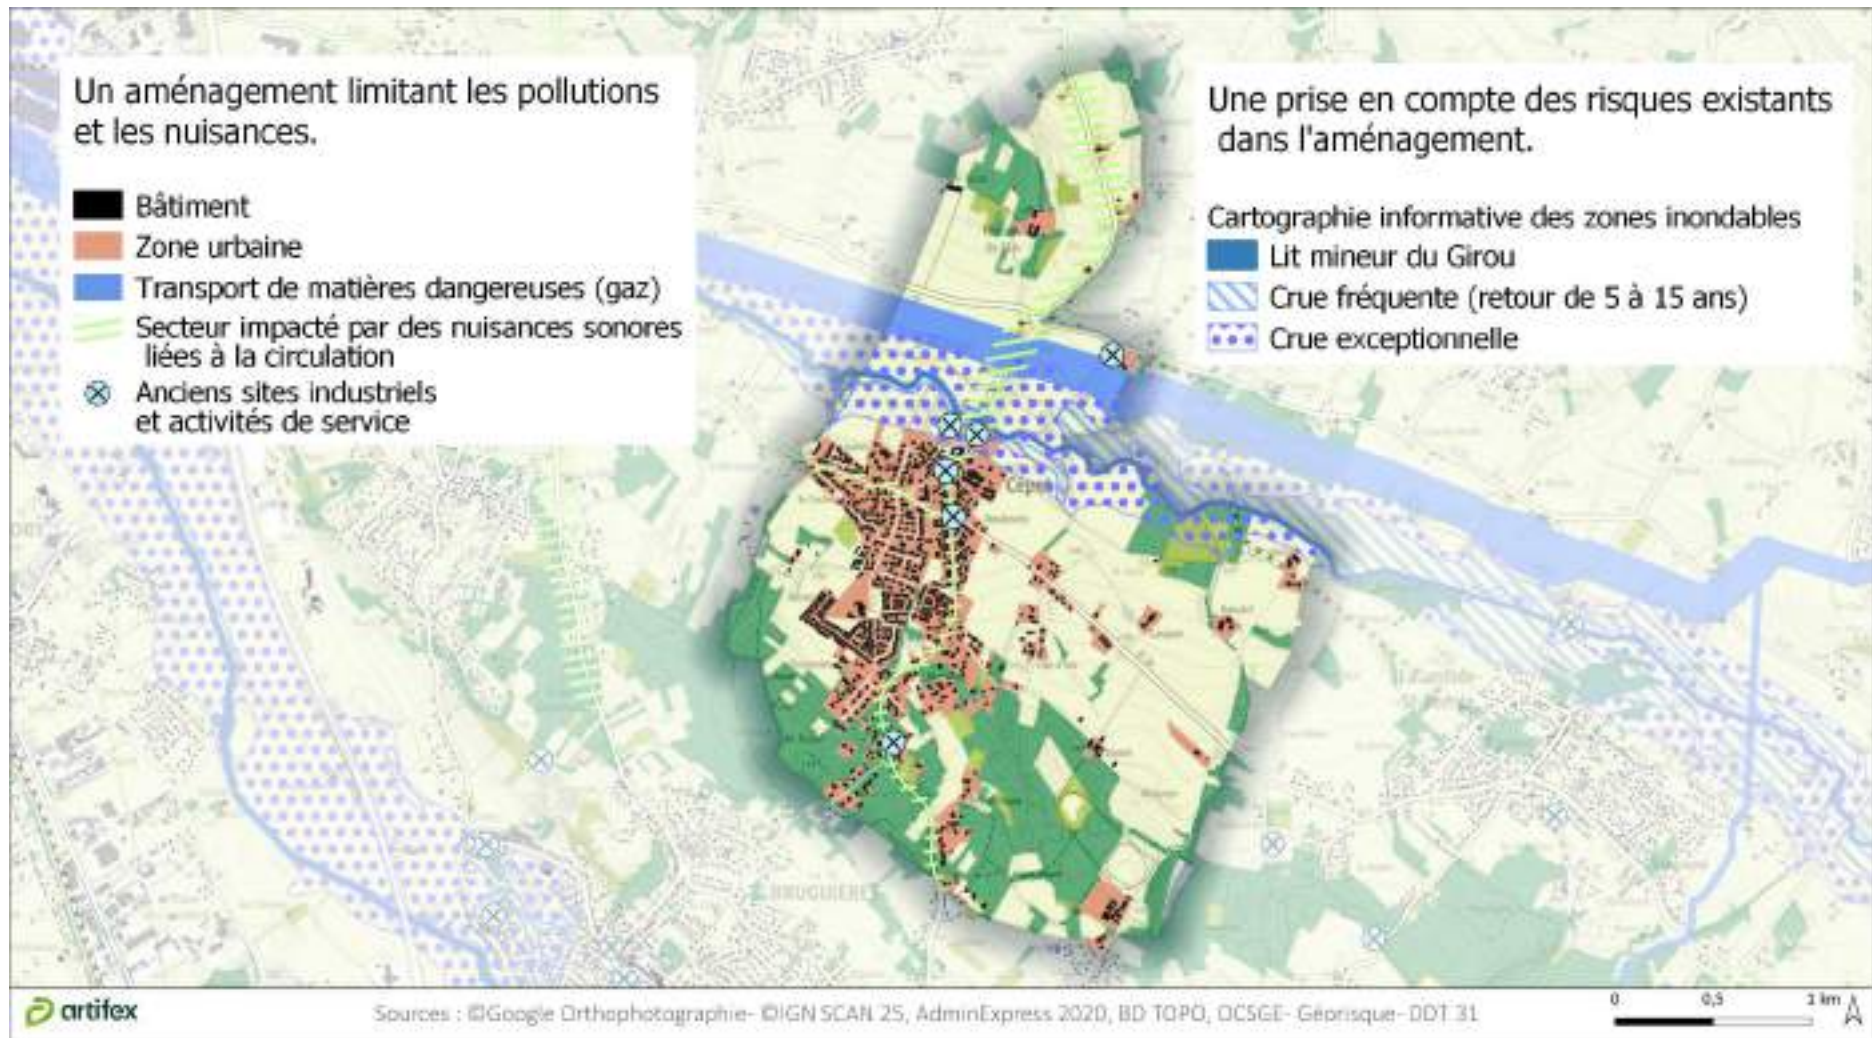 Un aménagement limitant les pollutions
et les nuisances.
Bâtiment
Zone urbaine
Transport de matières dangereuses (gaz)
Secteur impacté par des nuisances sonores
liées à la circulation
Anciens sites industriels
et activités de service
Une prise en compte des risques existants
dans l'aménagement.
Cartographie informative des zones inondables
Lit mineur du Girou
Crue fréquente (retour de 5 à 15 ans)
Crue exceptionnelle
BRUGUIERES
artifex
Sources : ©Google Orthophotographie- ©IGN SCAN 25, AdminExpress 2020, BD TOPO, OCSGE- Géorisque- DDT 31
0 0,5 1 km